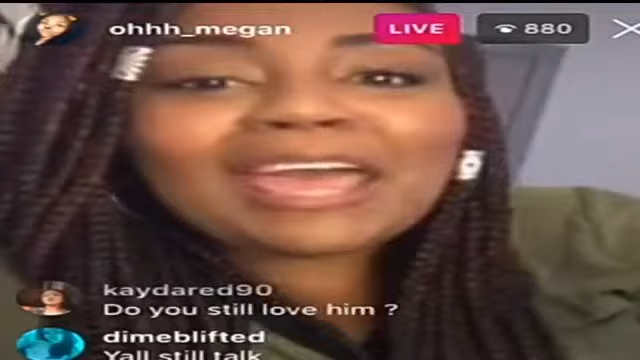 ohhh_megan
LIVE
880
kaydared90
Do you still love him ?
dimeblifted
Yall still talk